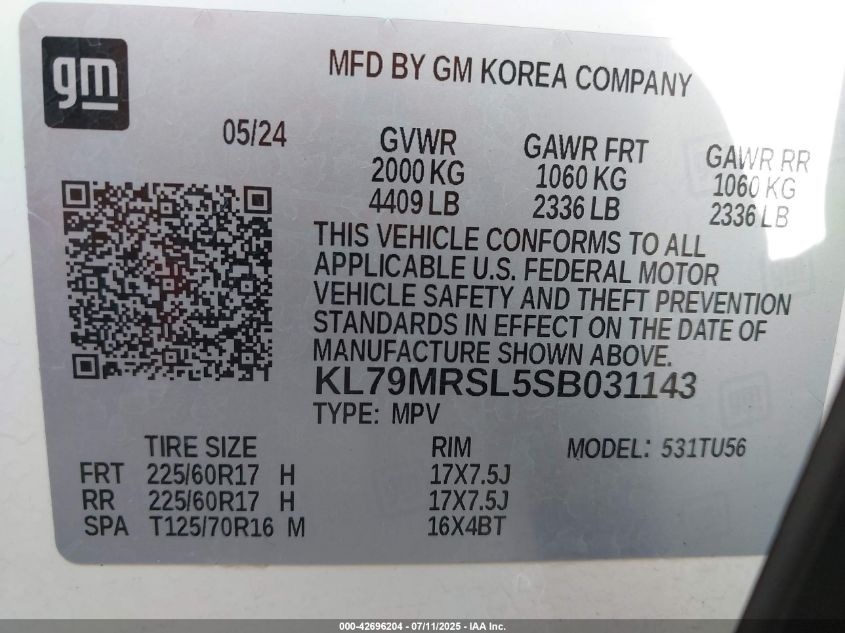 gm
MFD BY GM KOREA COMPANY
05/24 GVWR GAWR FRT GAWR RR
2000 KG 1060 KG 1060 KG
4409 LB 2336 LB 2336 LB
THIS VEHICLE CONFORMS TO ALL
APPLICABLE U.S. FEDERAL MOTOR
VEHICLE SAFETY AND THEFT PREVENTION
STANDARDS IN EFFECT ON THE DATE OF
MANUFACTURE SHOWN ABOVE.
KL79MRSL5SB031143
TYPE: MPV
TIRE SIZE RIM MODEL: 531TU56
FRT 225/60R17 H 17X7.5J
RR 225/60R17 H 17X7.5J
SPA T125/70R16 M 16X4BT
000-42696204 - 07/11/2025 - IAA Inc.